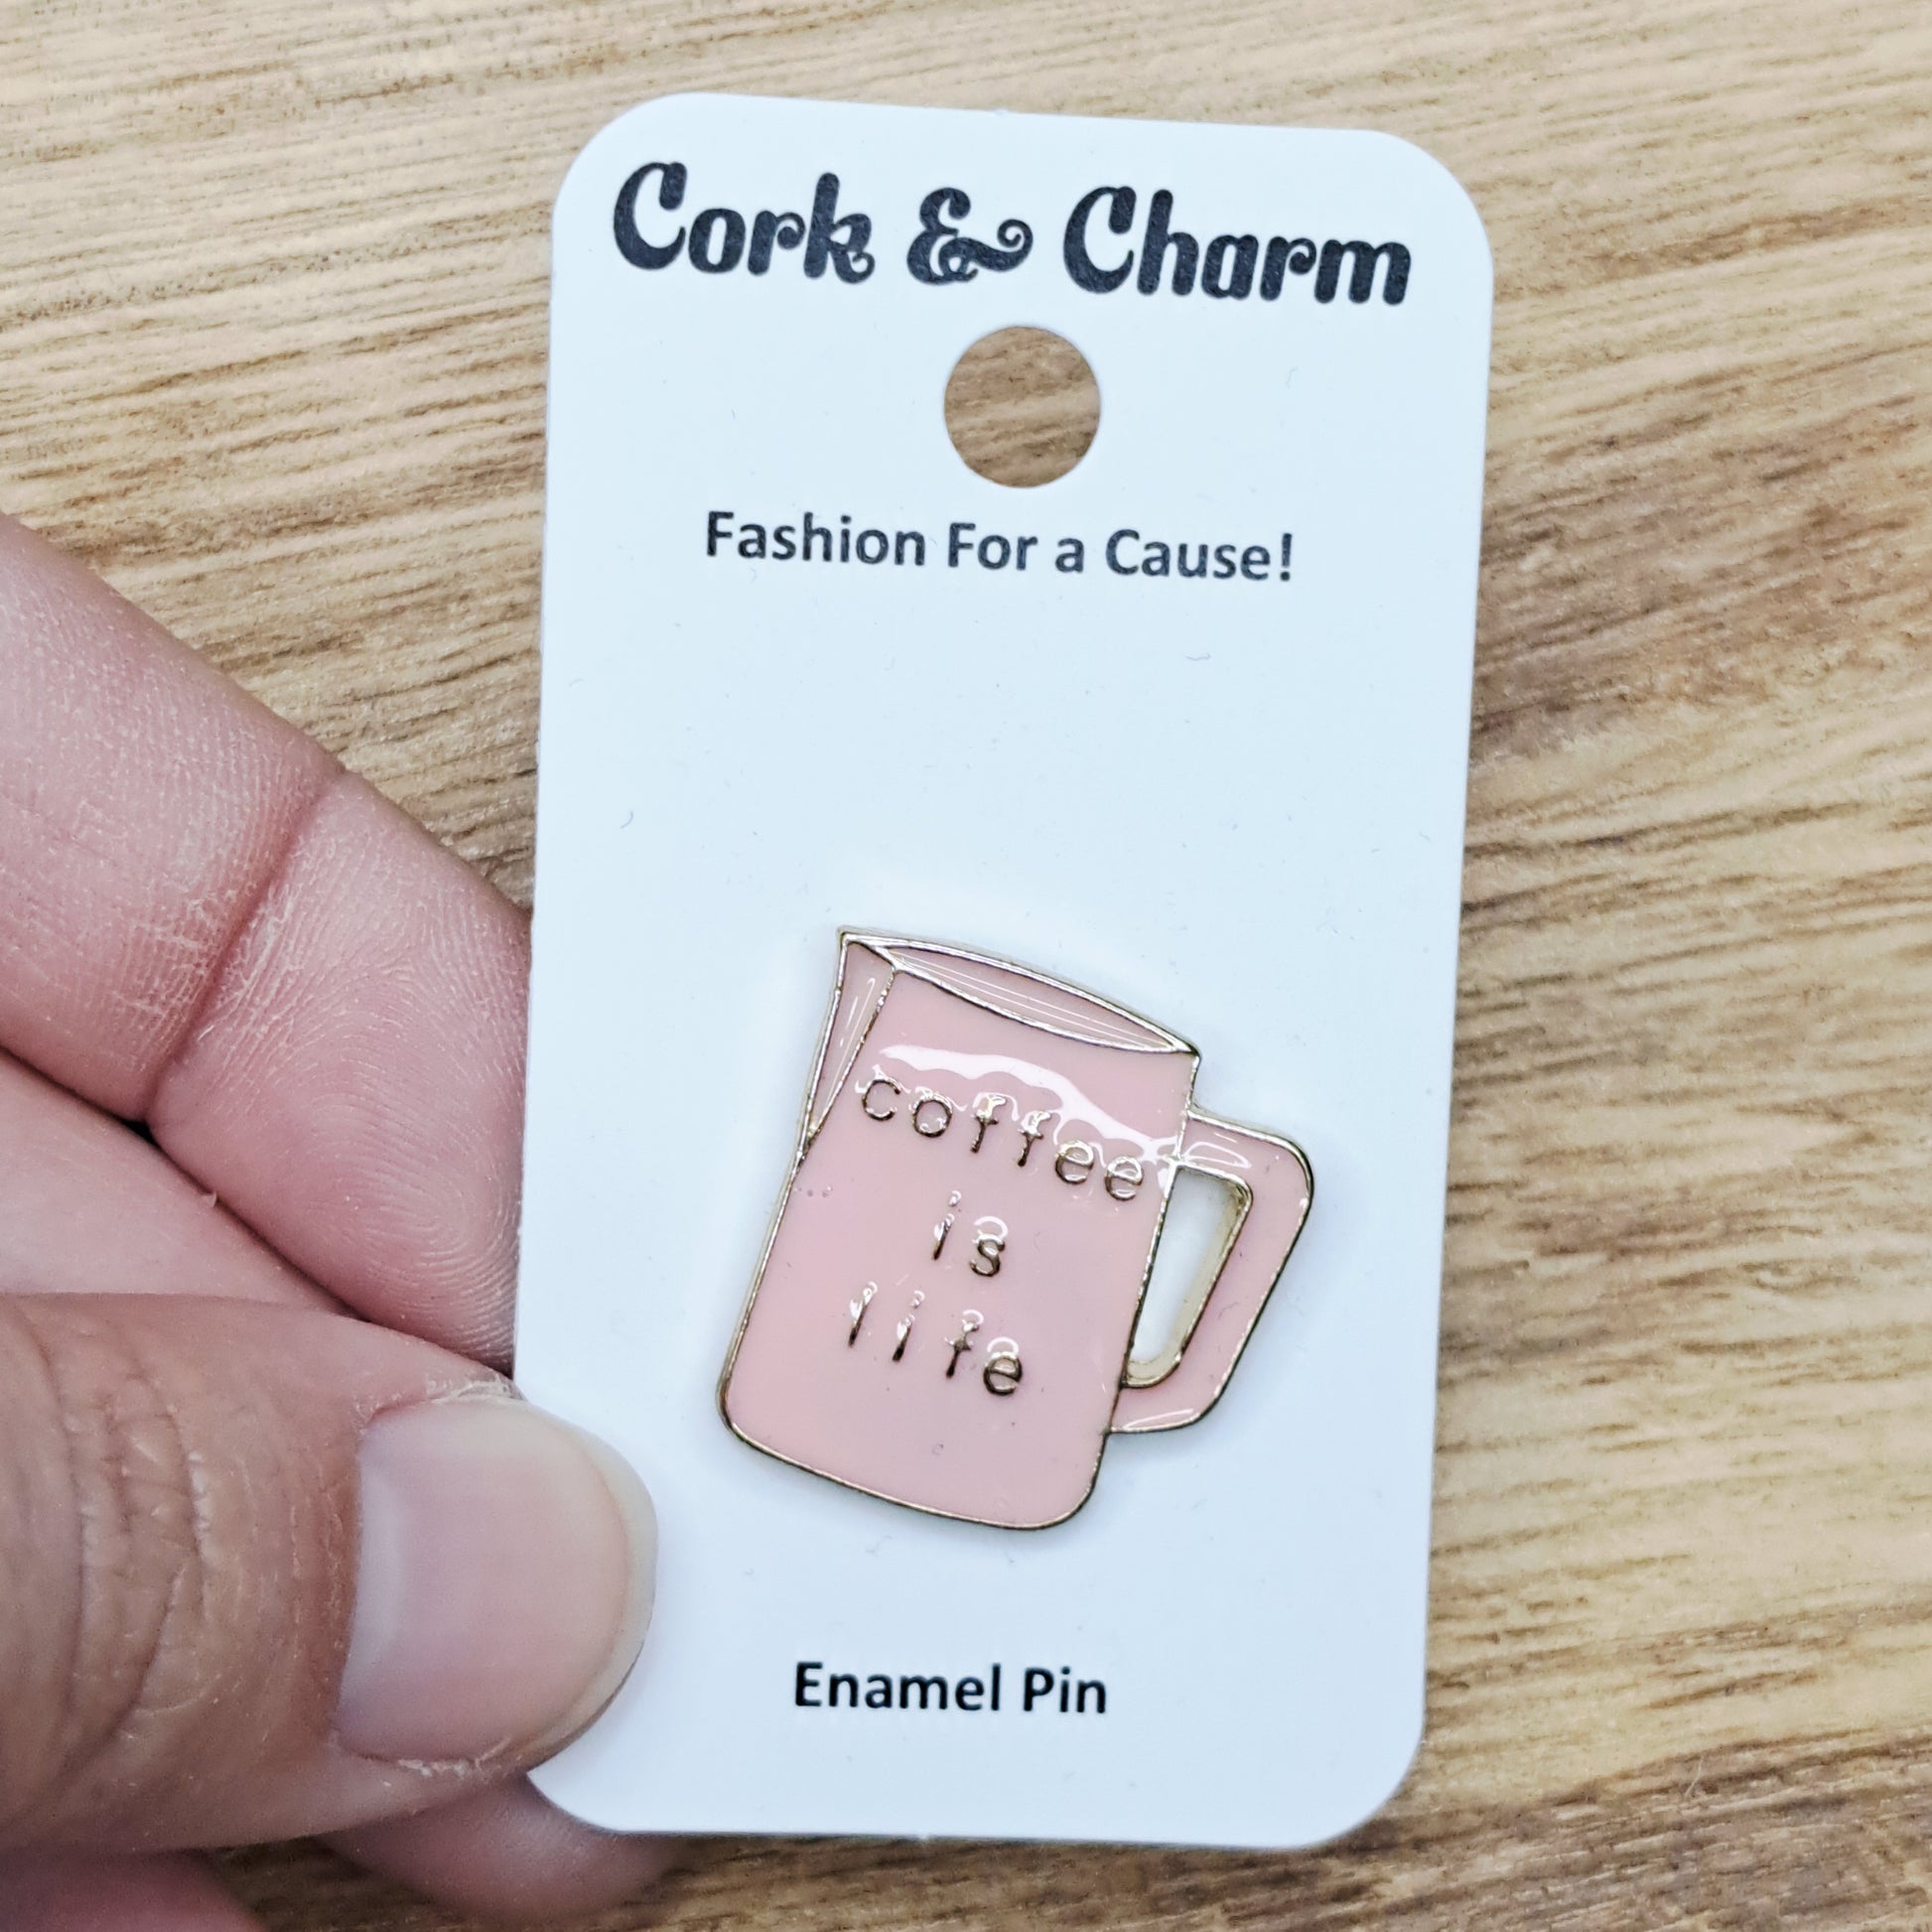 Cork & Charm
Fashion For a Cause!
coffee
is
life
Enamel Pin